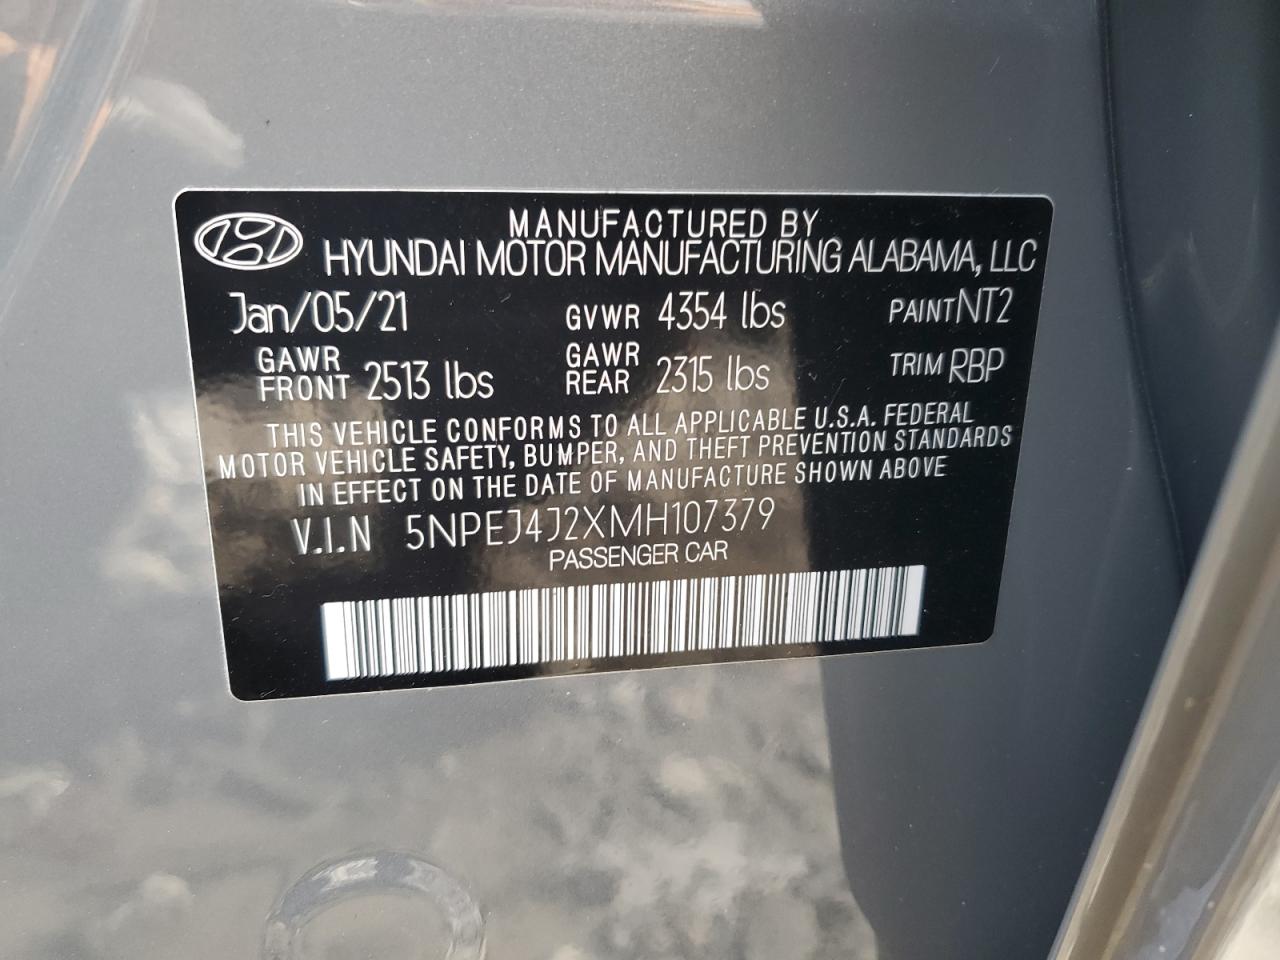 MANUFACTURED BY
HYUNDAI MOTOR MANUFACTURING ALABAMA, LLC
Jan/05/21 GVWR 4354 lbs PAINT NT2
GAWR FRONT 2513 lbs GAWR REAR 2315 lbs TRIM RBP
THIS VEHICLE CONFORMS TO ALL APPLICABLE U.S.A. FEDERAL
MOTOR VEHICLE SAFETY, BUMPER, AND THEFT PREVENTION STANDARDS
IN EFFECT ON THE DATE OF MANUFACTURE SHOWN ABOVE
V.I.N 5NPEJ4J2XMH107379
PASSENGER CAR